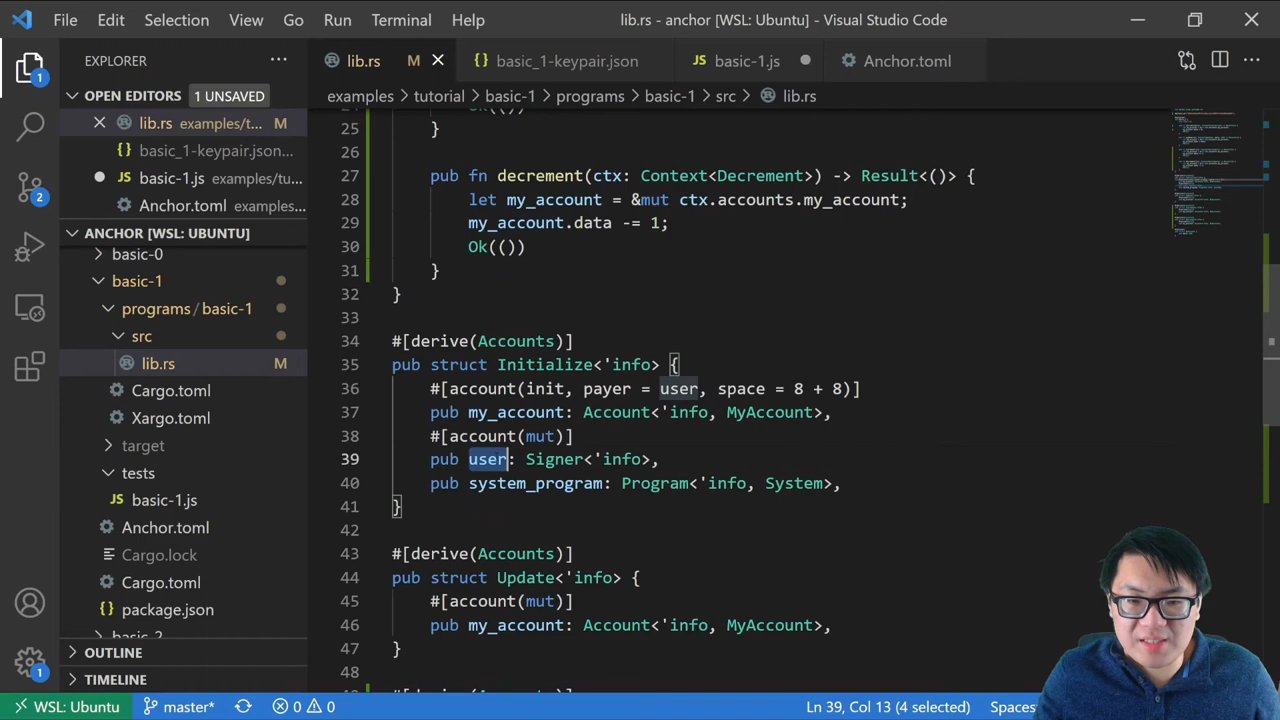 File Edit Selection View Go Run Terminal Help lib.rs - anchor [WSL: Ubuntu] - Visual Studio Code
EXPLORER
lib.rs M basic_1-keypair.json basic-1.js Anchor.toml
examples > tutorial > basic-1 > programs > basic-1 > src > lib.rs
OPEN EDITORS 1 UNSAVED
lib.rs examples/t... M
basic_1-keypair.json...
basic-1.js examples/tu...
Anchor.toml examples...
ANCHOR [WSL: UBUNTU]
basic-0
basic-1
programs / basic-1
src
lib.rs M
Cargo.toml
Xargo.toml
target
tests
basic-1.js
Anchor.toml
Cargo.lock
Cargo.toml
package.json
basic-2
OUTLINE
TIMELINE
1
2
1
24 Ok(())
25 }
26
27 pub fn decrement(ctx: Context<Decrement>) -> Result<()> {
28 let my_account = &mut ctx.accounts.my_account;
29 my_account.data -= 1;
30 Ok(())
31 }
32 }
33
34 #[derive(Accounts)]
35 pub struct Initialize<'info> {
36 #[account(init, payer = user, space = 8 + 8)]
37 pub my_account: Account<'info, MyAccount>,
38 #[account(mut)]
39 pub user: Signer<'info>,
40 pub system_program: Program<'info, System>,
41 }
42
43 #[derive(Accounts)]
44 pub struct Update<'info> {
45 #[account(mut)]
46 pub my_account: Account<'info, MyAccount>,
47 }
48
#[derive(Accounts)]
WSL: Ubuntu master* 0 0 Ln 39, Col 13 (4 selected) Spaces